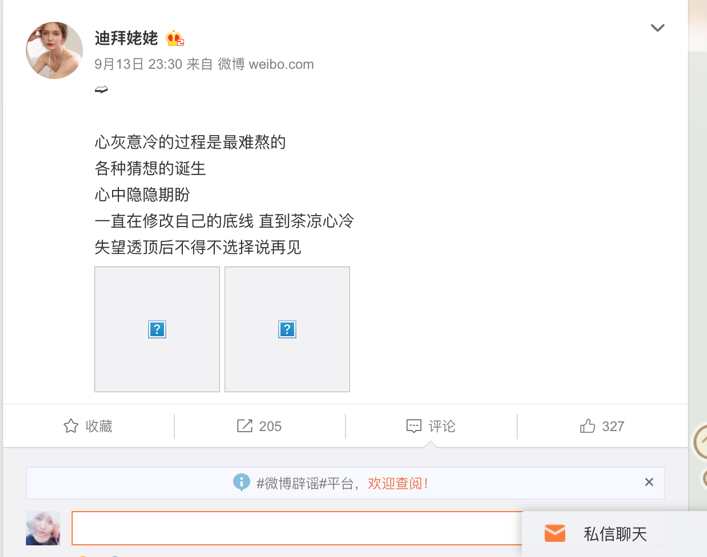 迪拜姥姥
9月13日 23:30 来自 微博 weibo.com
心灰意冷的过程是最难熬的
各种猜想的诞生
心中隐隐期盼
一直在修改自己的底线 直到茶凉心冷
失望透顶后不得不选择说再见
收藏
205
评论
327
#微博辟谣#平台，欢迎查阅！
私信聊天